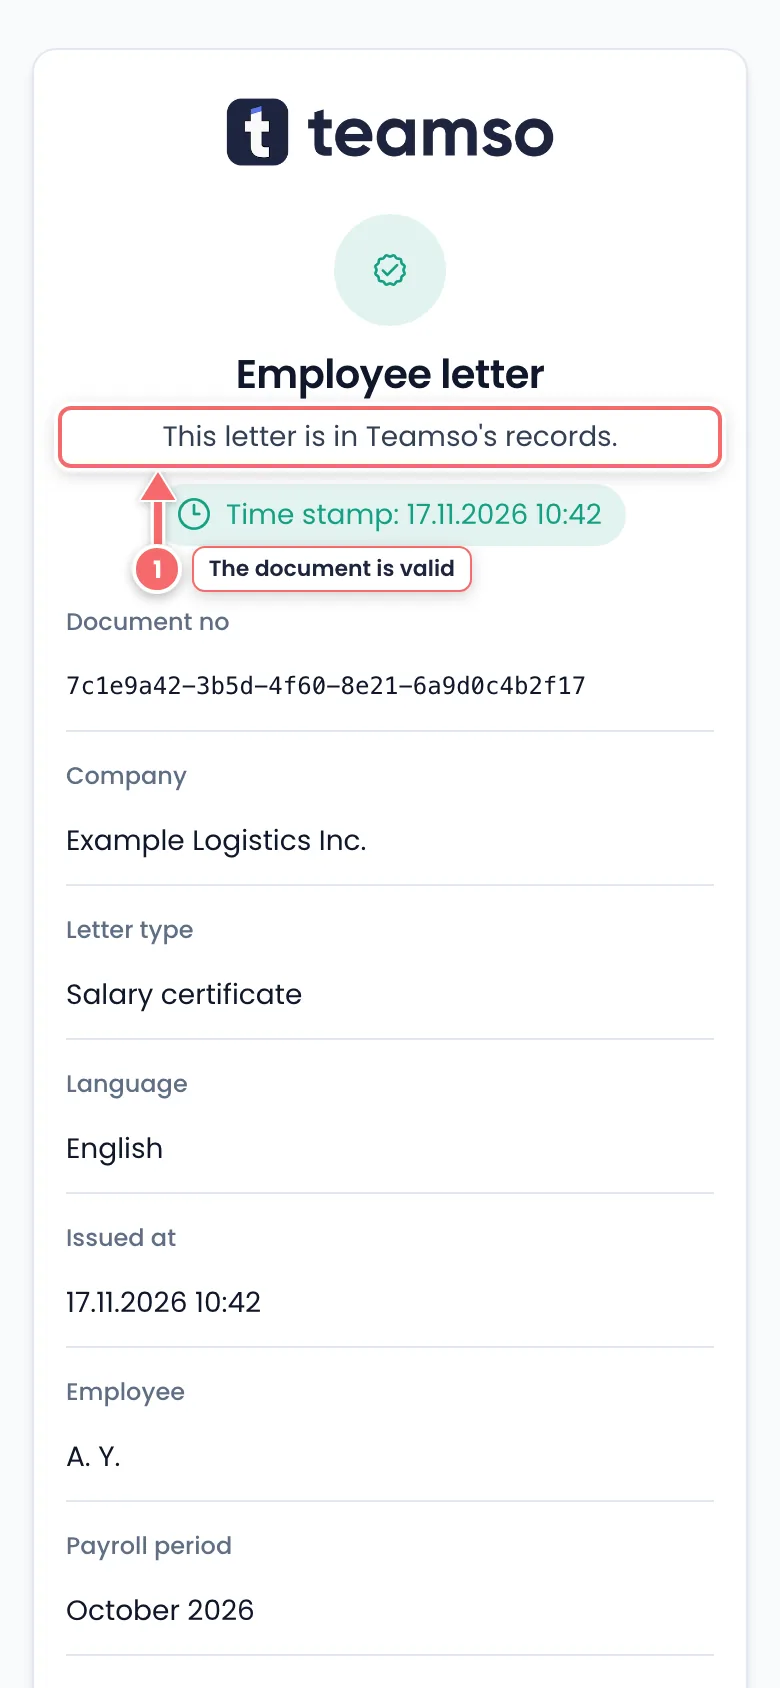 teamso
Employee letter
This letter is in Teamso's records.
Time stamp: 17.11.2026 10:42
1
The document is valid
Document no
7c1e9a42-3b5d-4f60-8e21-6a9d0c4b2f17
Company
Example Logistics Inc.
Letter type
Salary certificate
Language
English
Issued at
17.11.2026 10:42
Employee
A. Y.
Payroll period
October 2026